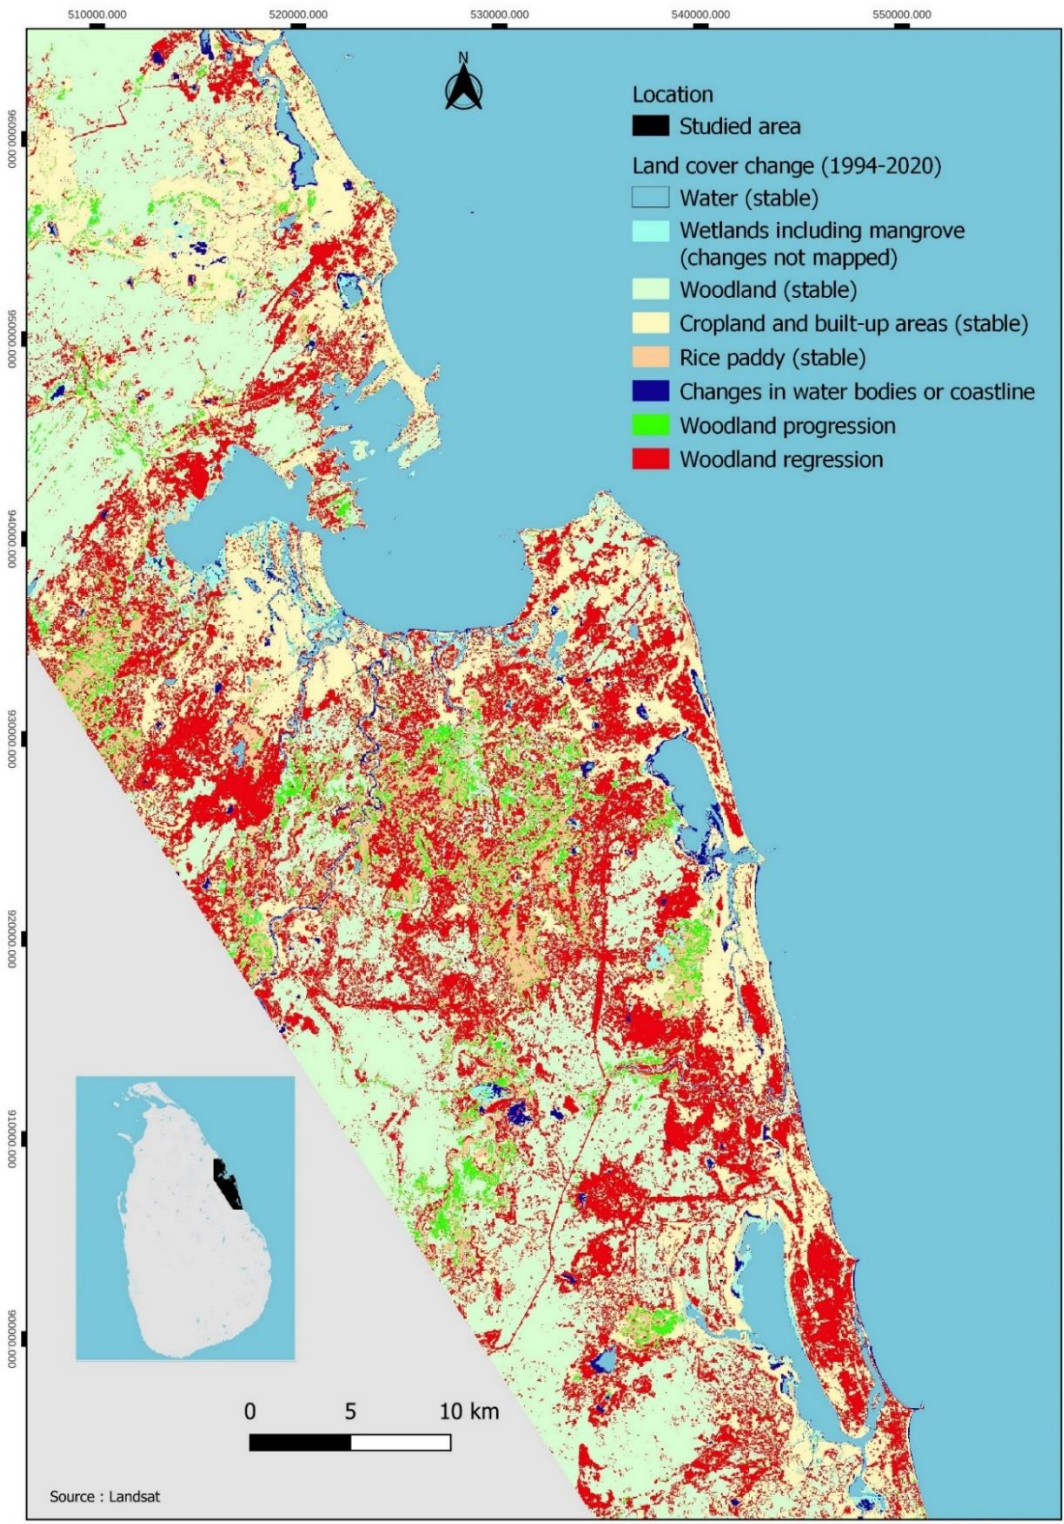 510000.000 520000.000 530000.000 540000.000 550000.000
N
Location
Studied area
Land cover change (1994-2020)
Water (stable)
Wetlands including mangrove
(changes not mapped)
Woodland (stable)
Cropland and built-up areas (stable)
Rice paddy (stable)
Changes in water bodies or coastline
Woodland progression
Woodland regression
960000.000
950000.000
940000.000
930000.000
920000.000
910000.000
900000.000
0 5 10 km
Source : Landsat